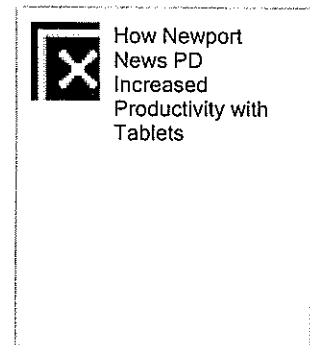 How Newport
News PD
Increased
Productivity with
Tablets